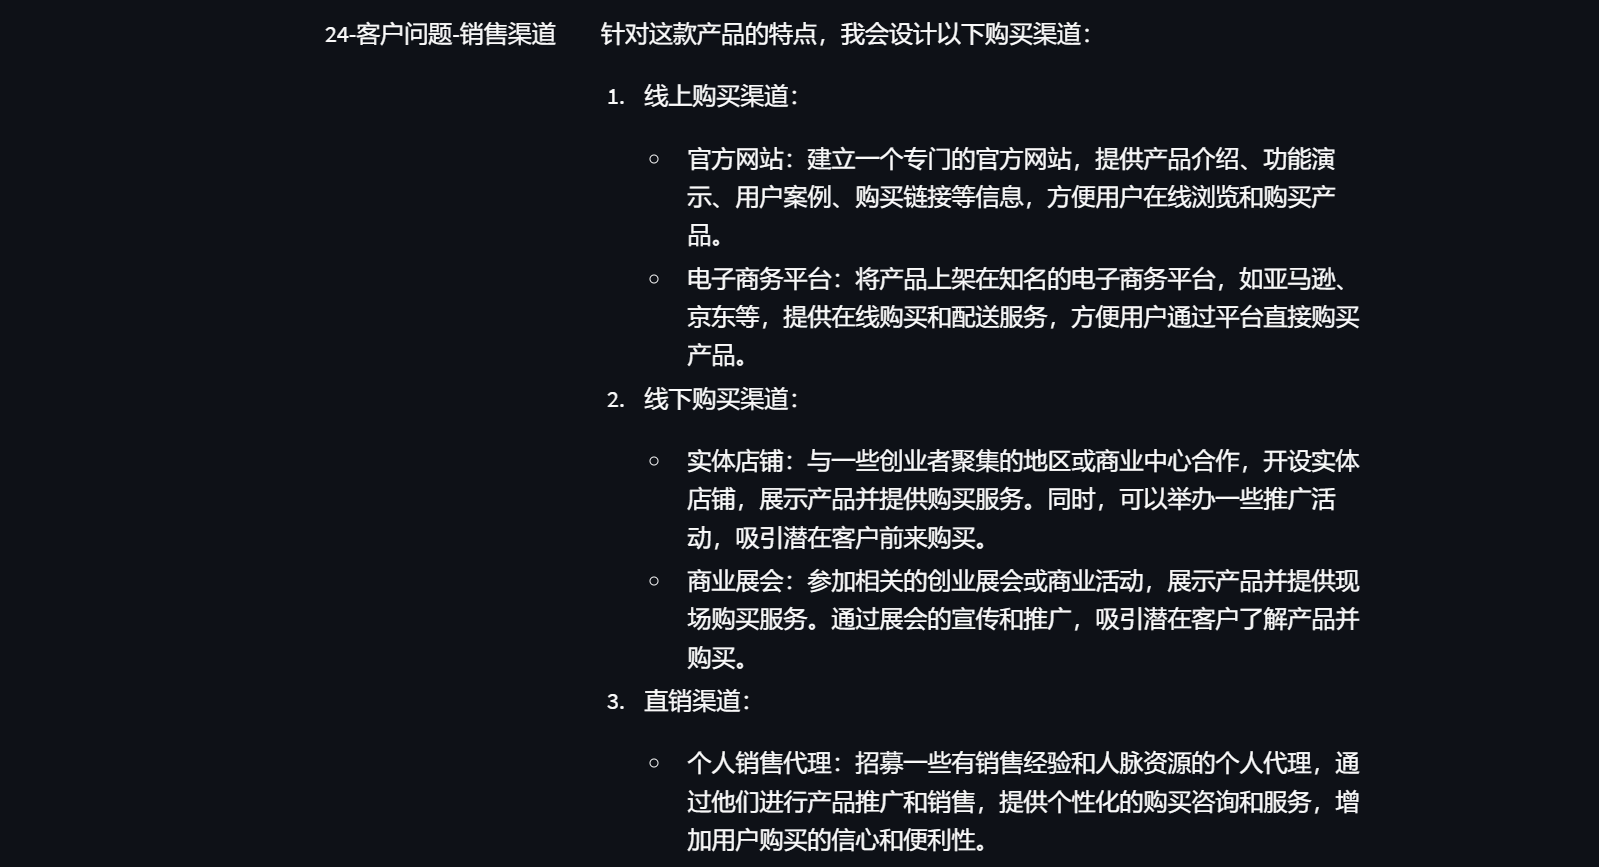 24-客户问题-销售渠道
针对这款产品的特点，我会设计以下购买渠道：
1. 线上购买渠道：
官方网站：建立一个专门的官方网站，提供产品介绍、功能演
示、用户案例、购买链接等信息，方便用户在线浏览和购买产
品。
电子商务平台：将产品上架在知名的电子商务平台，如亚马逊、
京东等，提供在线购买和配送服务，方便用户通过平台直接购买
产品。
2. 线下购买渠道：
实体店铺：与一些创业者聚集的地区或商业中心合作，开设实体
店铺，展示产品并提供购买服务。同时，可以举办一些推广活
动，吸引潜在客户前来购买。
商业展会：参加相关的创业展会或商业活动，展示产品并提供现
场购买服务。通过展会的宣传和推广，吸引潜在客户了解产品并
购买。
3. 直销渠道：
个人销售代理：招募一些有销售经验和人脉资源的个人代理，通
过他们进行产品推广和销售，提供个性化的购买咨询和服务，增
加用户购买的信心和便利性。